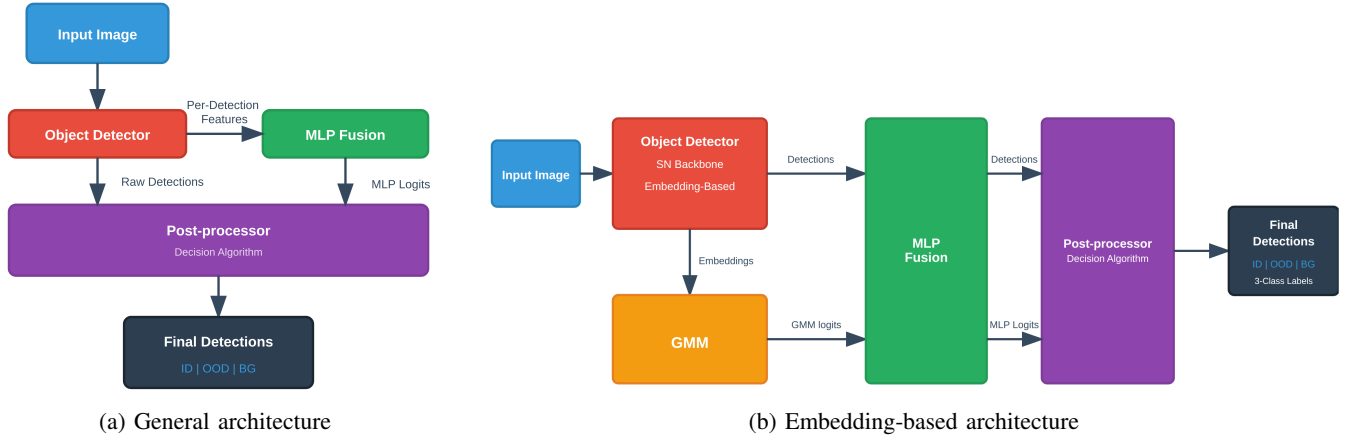 Input Image
Object Detector
Per-Detection
Features
MLP Fusion
Raw Detections
MLP Logits
Post-processor
Decision Algorithm
Final Detections
ID | OOD | BG
(a) General architecture
Input Image
Object Detector
SN Backbone
Embedding-Based
Detections
Embeddings
GMM
GMM logits
MLP
Fusion
Detections
MLP Logits
Post-processor
Decision Algorithm
Final
Detections
ID | OOD | BG
3-Class Labels
(b) Embedding-based architecture